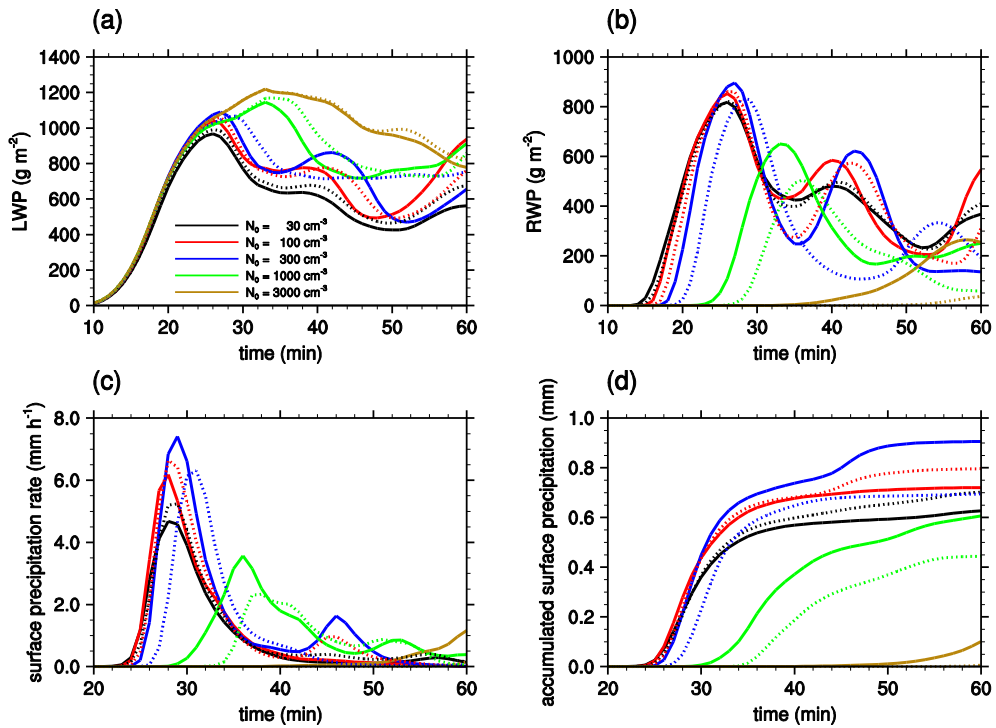 (a)
LWP (g m⁻²)
1400
1200
1000
800
600
400
200
0
N₀ = 30 cm⁻³
N₀ = 100 cm⁻³
N₀ = 300 cm⁻³
N₀ = 1000 cm⁻³
N₀ = 3000 cm⁻³
10 20 30 40 50 60
time (min)
(b)
RWP (g m⁻²)
1000
800
600
400
200
0
10 20 30 40 50 60
time (min)
(c)
surface precipitation rate (mm h⁻¹)
8.0
6.0
4.0
2.0
0.0
20 30 40 50 60
time (min)
(d)
accumulated surface precipitation (mm)
1.0
0.8
0.6
0.4
0.2
0.0
20 30 40 50 60
time (min)